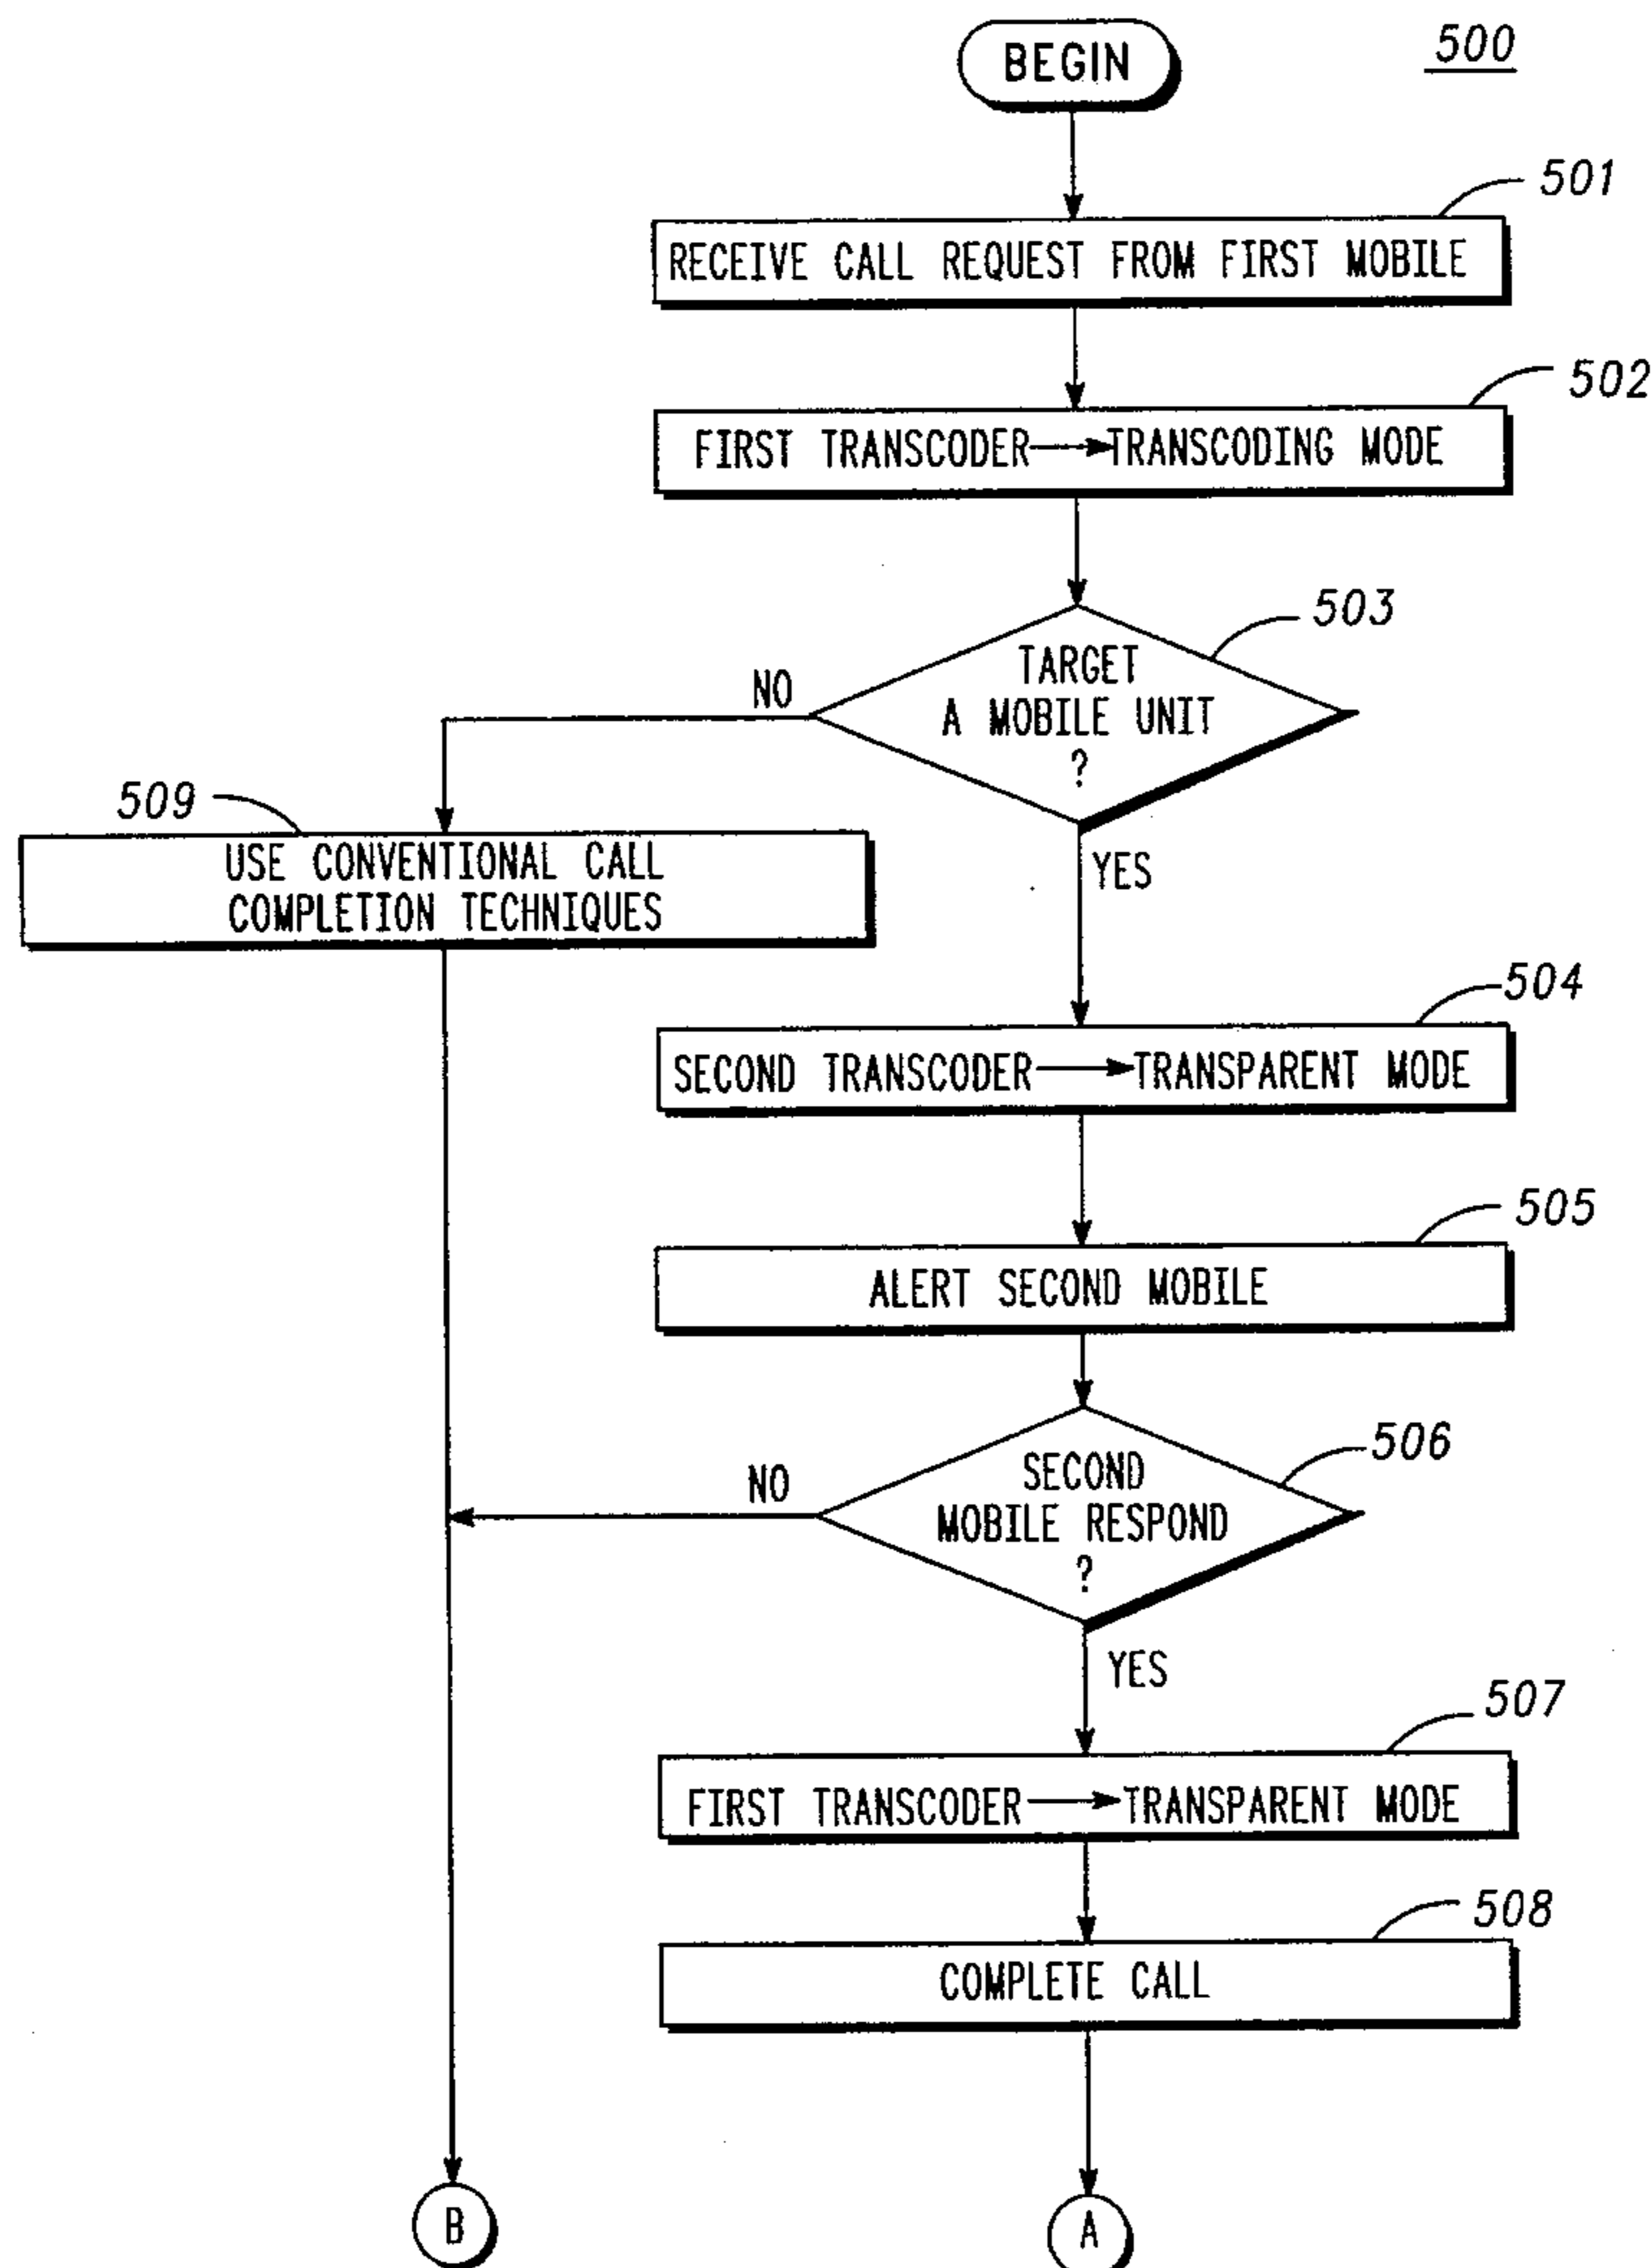 BEGIN
500
501
RECEIVE CALL REQUEST FROM FIRST MOBILE
502
FIRST TRANSCODER → TRANSCODING MODE
503
TARGET
A MOBILE UNIT
?
NO
YES
509
USE CONVENTIONAL CALL
COMPLETION TECHNIQUES
504
SECOND TRANSCODER → TRANSPARENT MODE
505
ALERT SECOND MOBILE
506
SECOND
MOBILE RESPOND
?
NO
YES
507
FIRST TRANSCODER → TRANSPARENT MODE
508
COMPLETE CALL
B
A